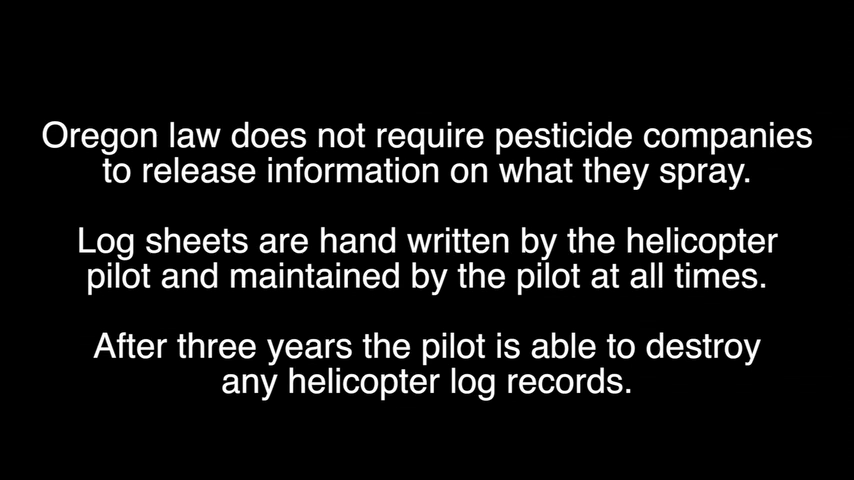 Oregon law does not require pesticide companies
to release information on what they spray.
Log sheets are hand written by the helicopter
pilot and maintained by the pilot at all times.
After three years the pilot is able to destroy
any helicopter log records.